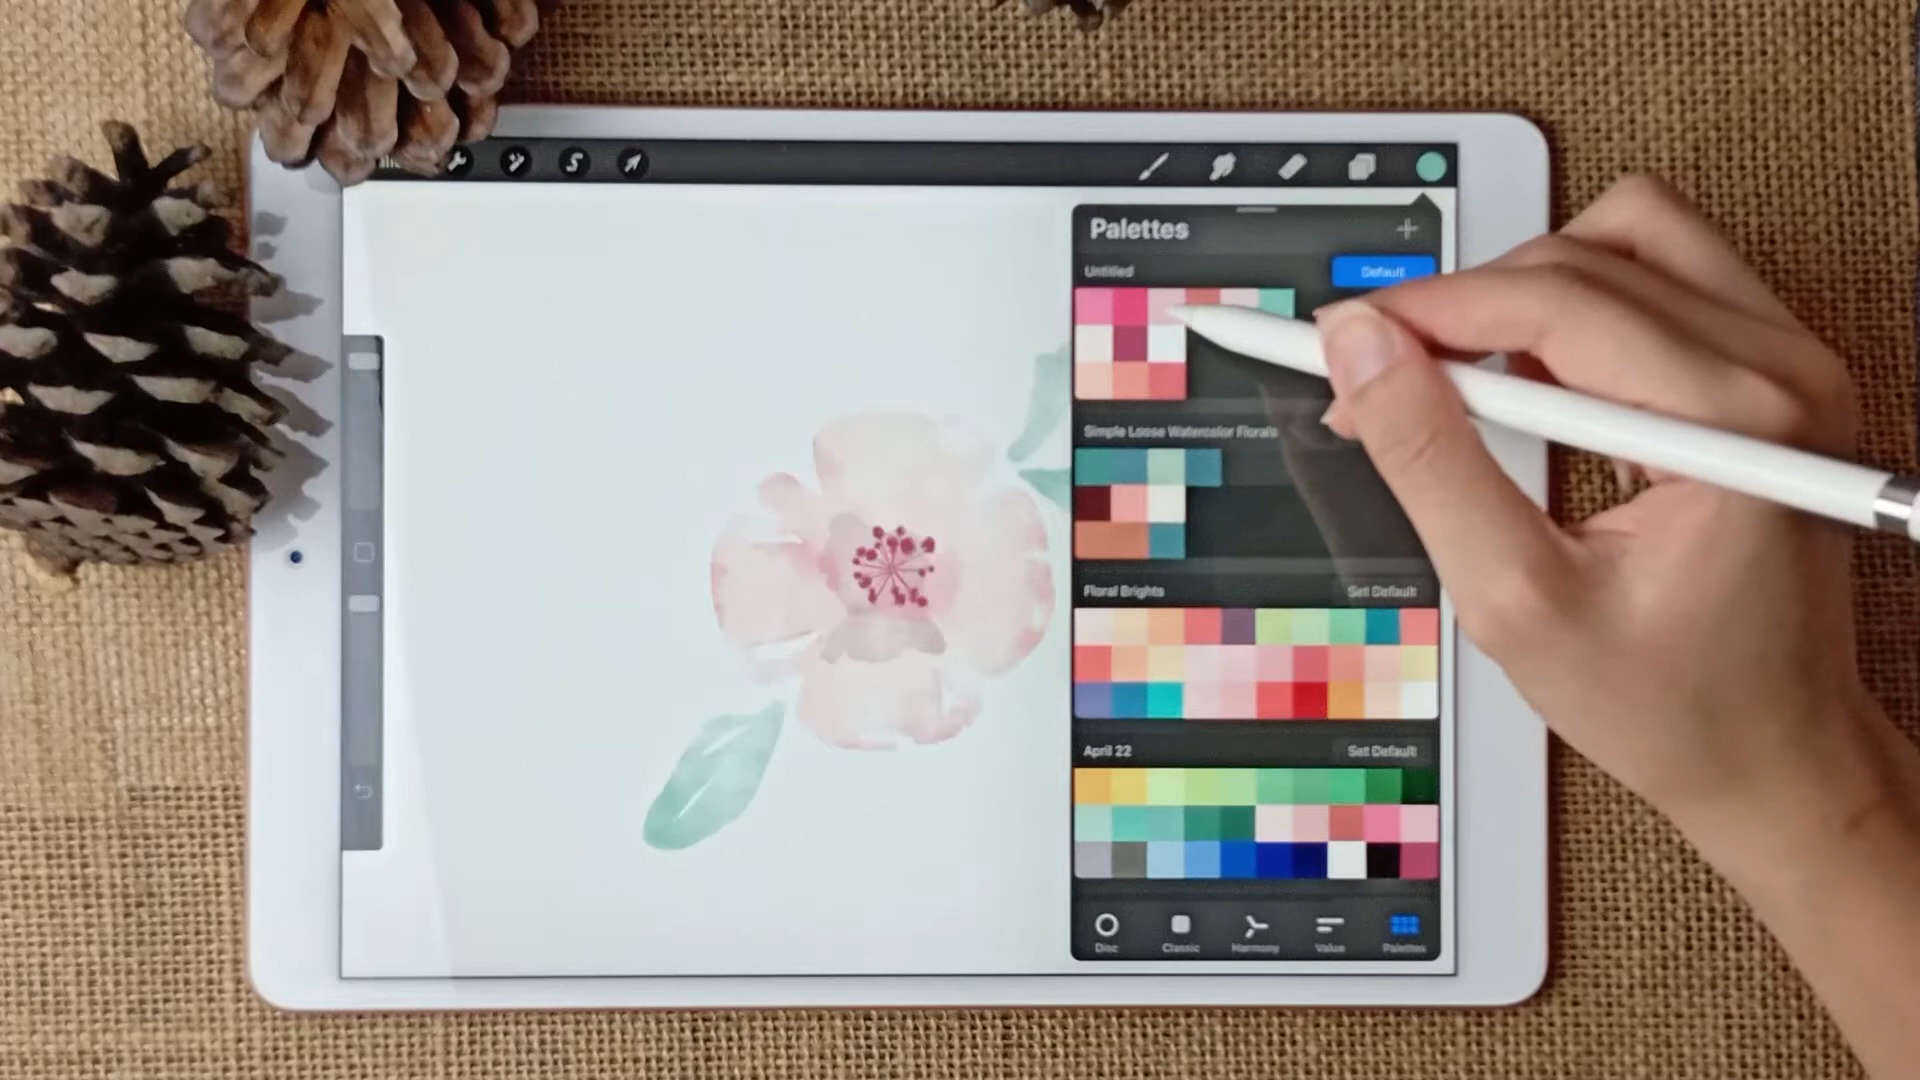 Palettes
Untitled
Default
Simple Loose Watercolor Florals
Floral Brights
Set Default
April 22
Set Default
Disc
Classic
Harmony
Value
Palettes